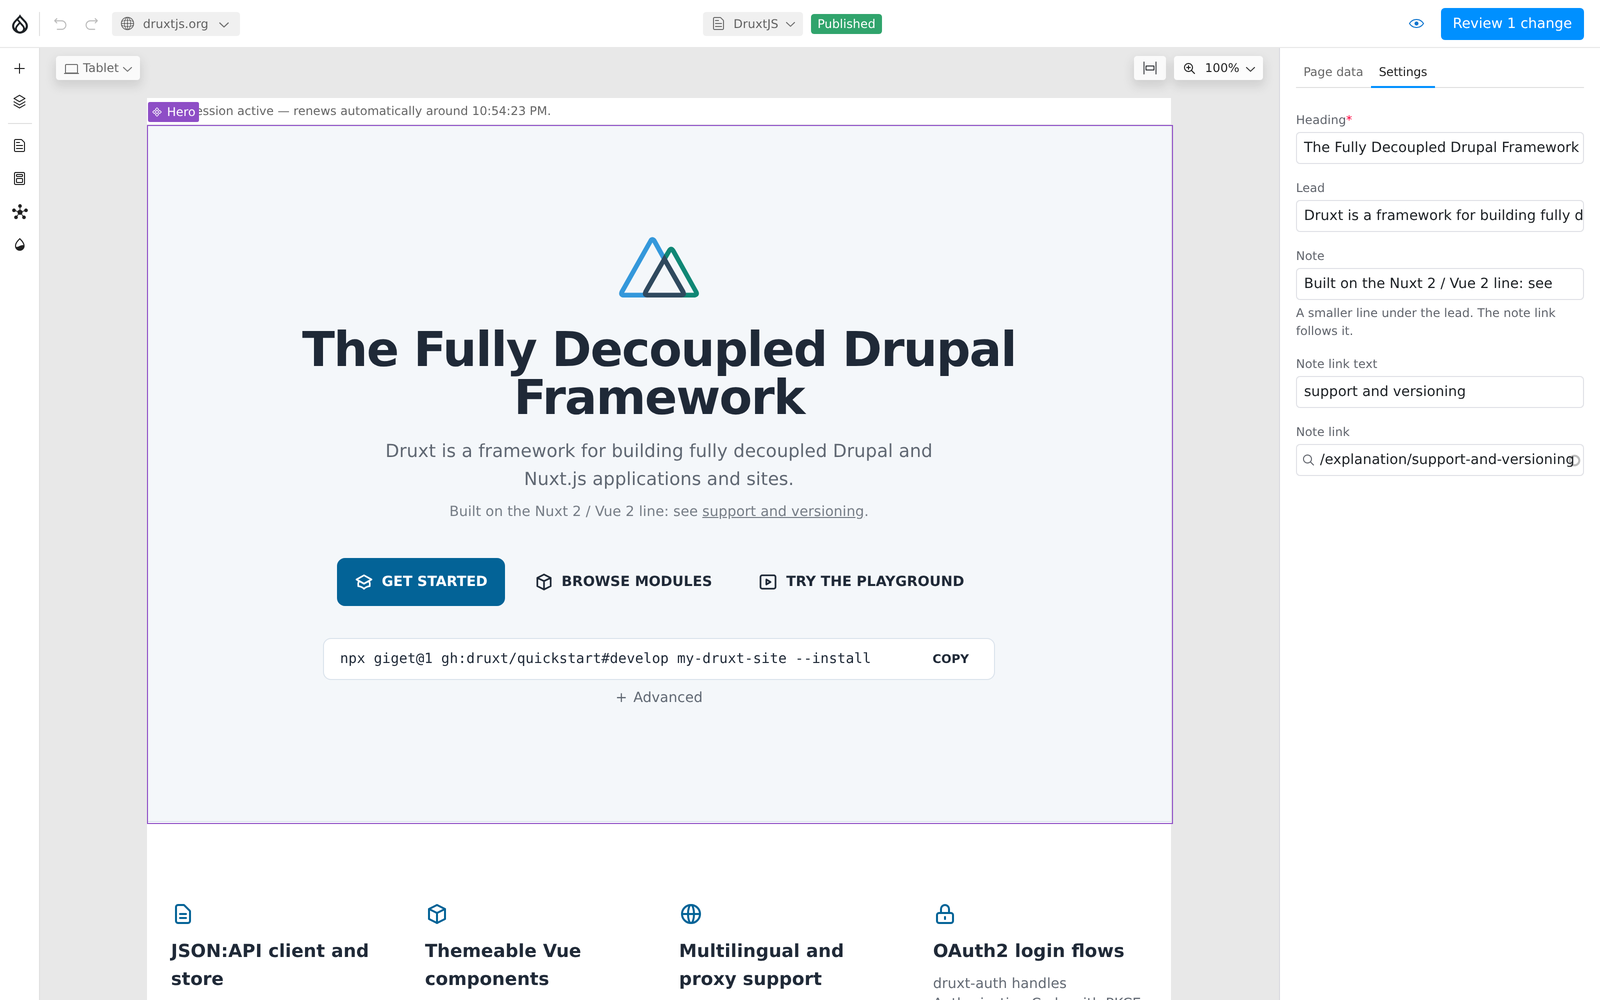 druxtjs.org
DruxtJS
Published
Review 1 change
Tablet
100%
Page data
Settings
Hero
ession active — renews automatically around 10:54:23 PM.
The Fully Decoupled Drupal
Framework
Druxt is a framework for building fully decoupled Drupal and
Nuxt.js applications and sites.
Built on the Nuxt 2 / Vue 2 line: see support and versioning.
GET STARTED
BROWSE MODULES
TRY THE PLAYGROUND
npx giget@1 gh:druxt/quickstart#develop my-druxt-site --install
COPY
+ Advanced
JSON:API client and
store
Themeable Vue
components
Multilingual and
proxy support
OAuth2 login flows
druxt-auth handles
Authorization Code with PKCE
Heading*
The Fully Decoupled Drupal Framework
Lead
Druxt is a framework for building fully d
Note
Built on the Nuxt 2 / Vue 2 line: see
A smaller line under the lead. The note link
follows it.
Note link text
support and versioning
Note link
/explanation/support-and-versioning